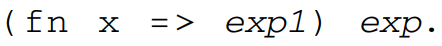 (fn x => exp1) exp.